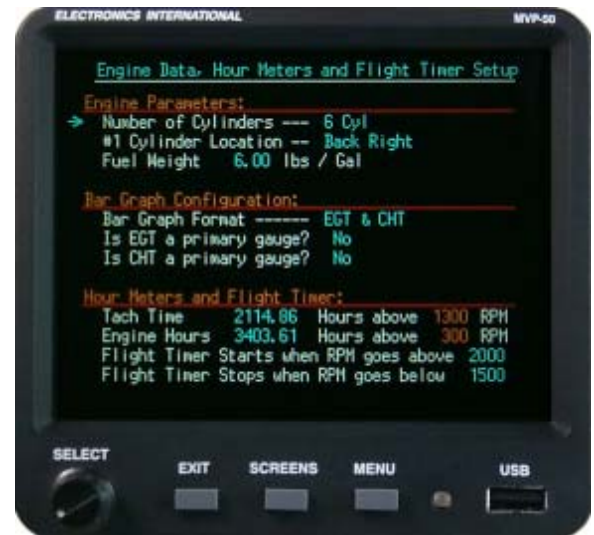 ELECTRONICS INTERNATIONAL MVP-50
Engine Data, Hour Meters and Flight Timer Setup
Engine Parameters:
Number of Cylinders --- 6 Cyl
#1 Cylinder Location -- Back Right
Fuel Weight 6.00 lbs / Gal
Bar Graph Configuration:
Bar Graph Format ------ EGT & CHT
Is EGT a primary gauge? No
Is CHT a primary gauge? No
Hour Meters and Flight Timer:
Tach Time 2114.86 Hours above 1300 RPM
Engine Hours 3403.61 Hours above 300 RPM
Flight Timer Starts when RPM goes above 2000
Flight Timer Stops when RPM goes below 1500
SELECT EXIT SCREENS MENU USB